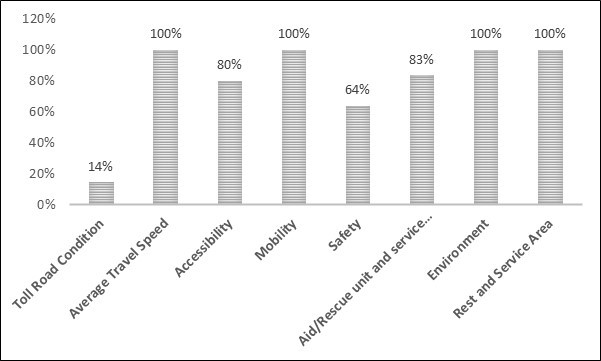 120%
100%
80%
60%
40%
20%
0%
14%
100%
80%
100%
64%
83%
100%
100%
Toll Road Condition
Average Travel Speed
Accessibility
Mobility
Safety
Aid/Rescue unit and service...
Environment
Rest and Service Area